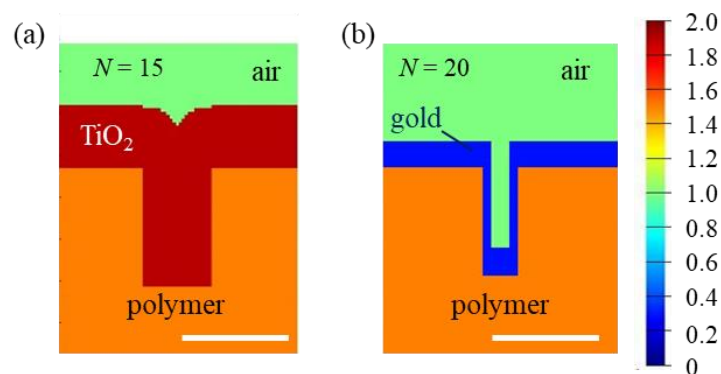 (a)
N = 15
air
TiO2
polymer
(b)
N = 20
air
gold
polymer
2.0
1.8
1.6
1.4
1.2
1.0
0.8
0.6
0.4
0.2
0